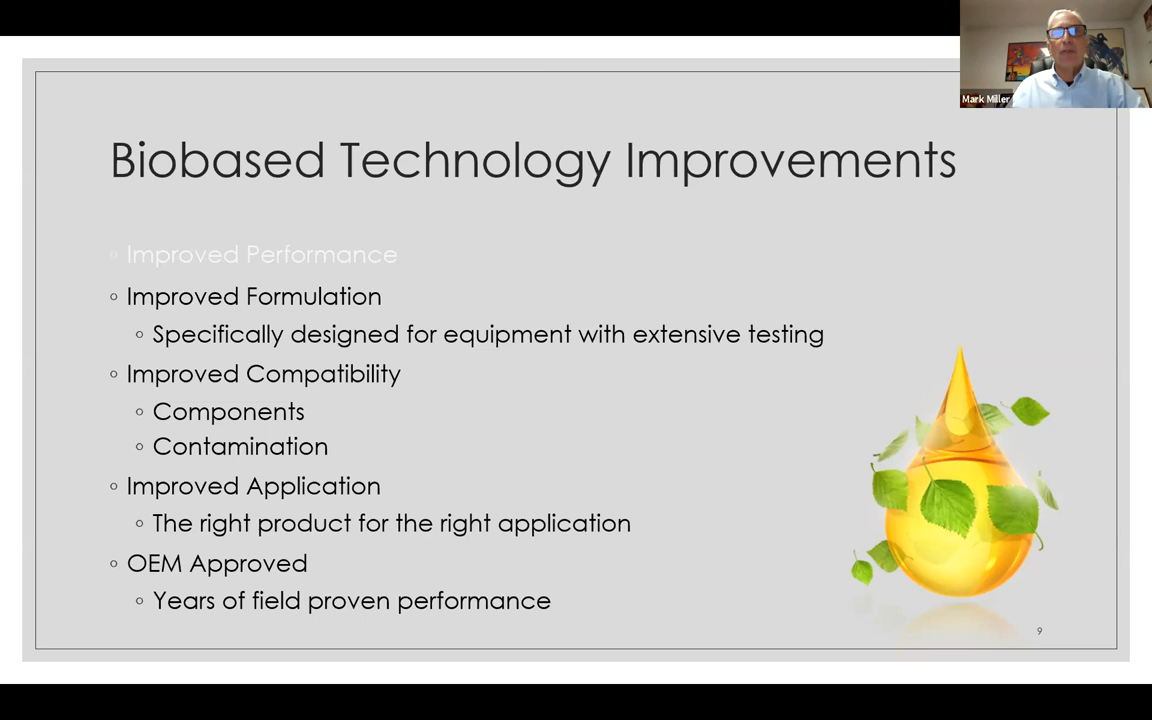 Mark Miller
Biobased Technology Improvements
Improved Performance
Improved Formulation
Specifically designed for equipment with extensive testing
Improved Compatibility
Components
Contamination
Improved Application
The right product for the right application
OEM Approved
Years of field proven performance
9